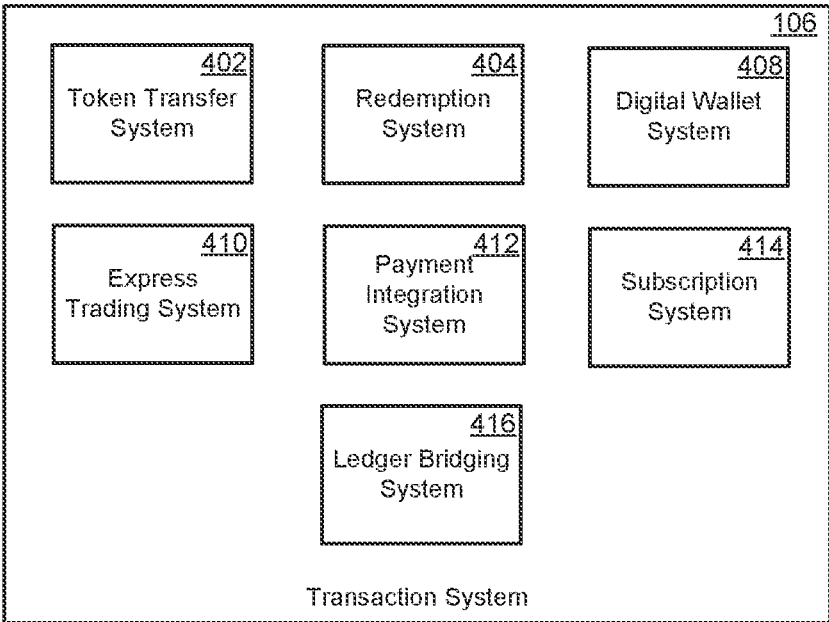 106
402
Token Transfer
System
404
Redemption
System
408
Digital Wallet
System
410
Express
Trading System
412
Payment
Integration
System
414
Subscription
System
416
Ledger Bridging
System
Transaction System